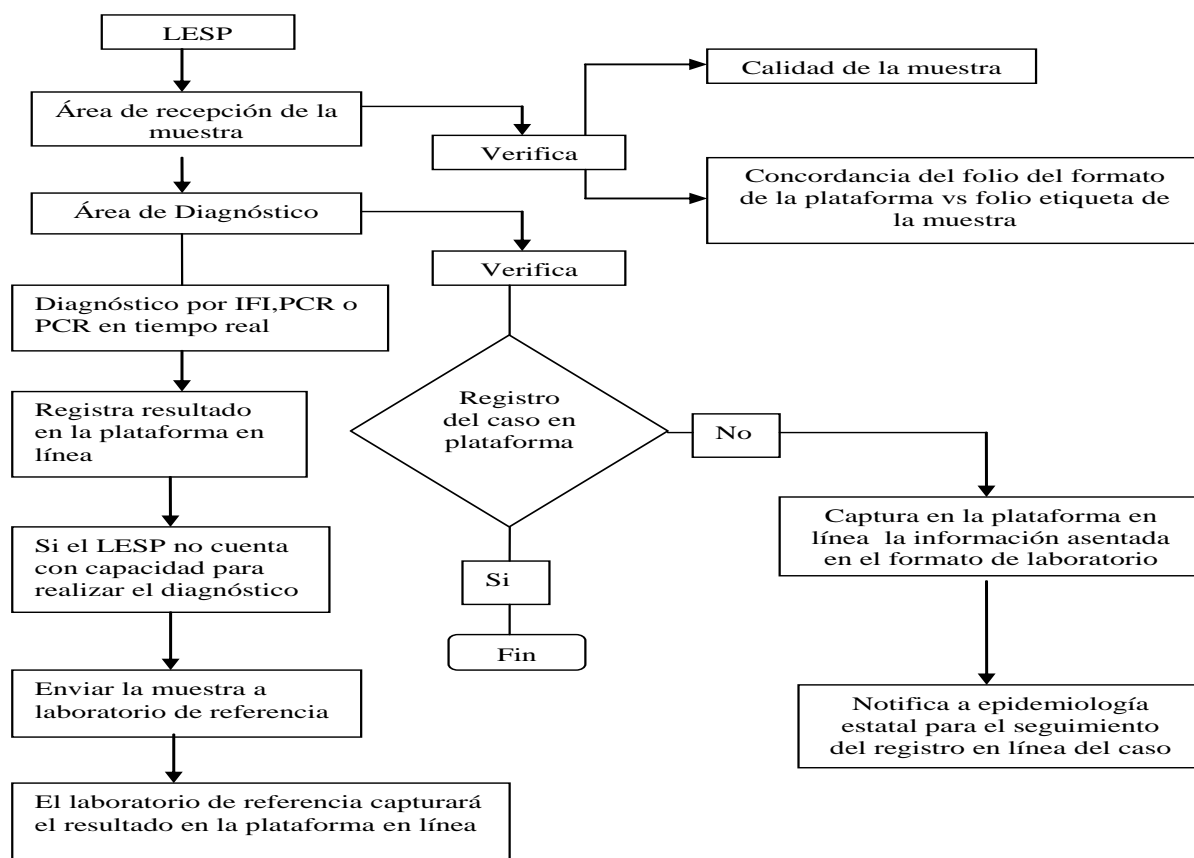 LESP
Calidad de la muestra
Área de recepción de la
muestra
Verifica
Concordancia del folio del formato
de la plataforma vs folio etiqueta de
la muestra
Área de Diagnóstico
Verifica
Diagnóstico por IFI,PCR o
PCR en tiempo real
Registro
del caso en
plataforma
No
Registra resultado
en la plataforma en
línea
Captura en la plataforma en
línea la información asentada
en el formato de laboratorio
Si el LESP no cuenta
con capacidad para
realizar el diagnóstico
Si
Fin
Enviar la muestra a
laboratorio de referencia
Notifica a epidemiología
estatal para el seguimiento
del registro en línea del caso
El laboratorio de referencia capturará
el resultado en la plataforma en línea